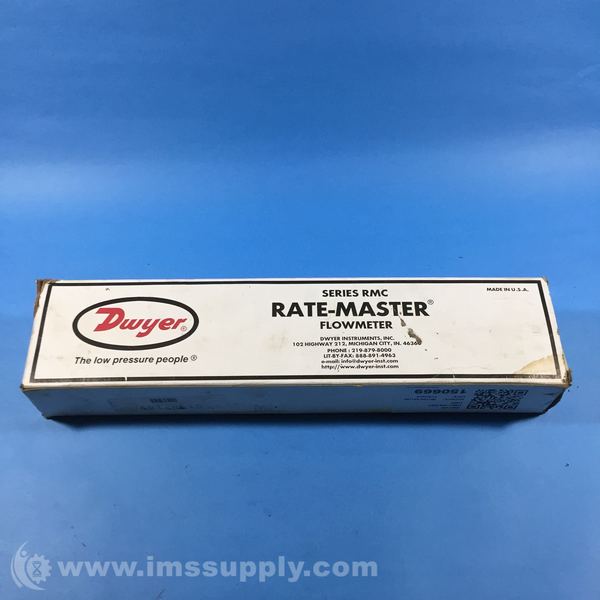 SERIES RMC
RATE-MASTER®
FLOWMETER
MADE IN U.S.A.
Dwyer®
The low pressure people®
DWYER INSTRUMENTS, INC.
102 HIGHWAY 212, MICHIGAN CITY, IN. 46360
PHONE: 219-879-8000
LIT-BY-FAX: 888-891-4963
e-mail: info@dwyer-inst.com
http://www.dwyer-inst.com
150669
www.imssupply.com